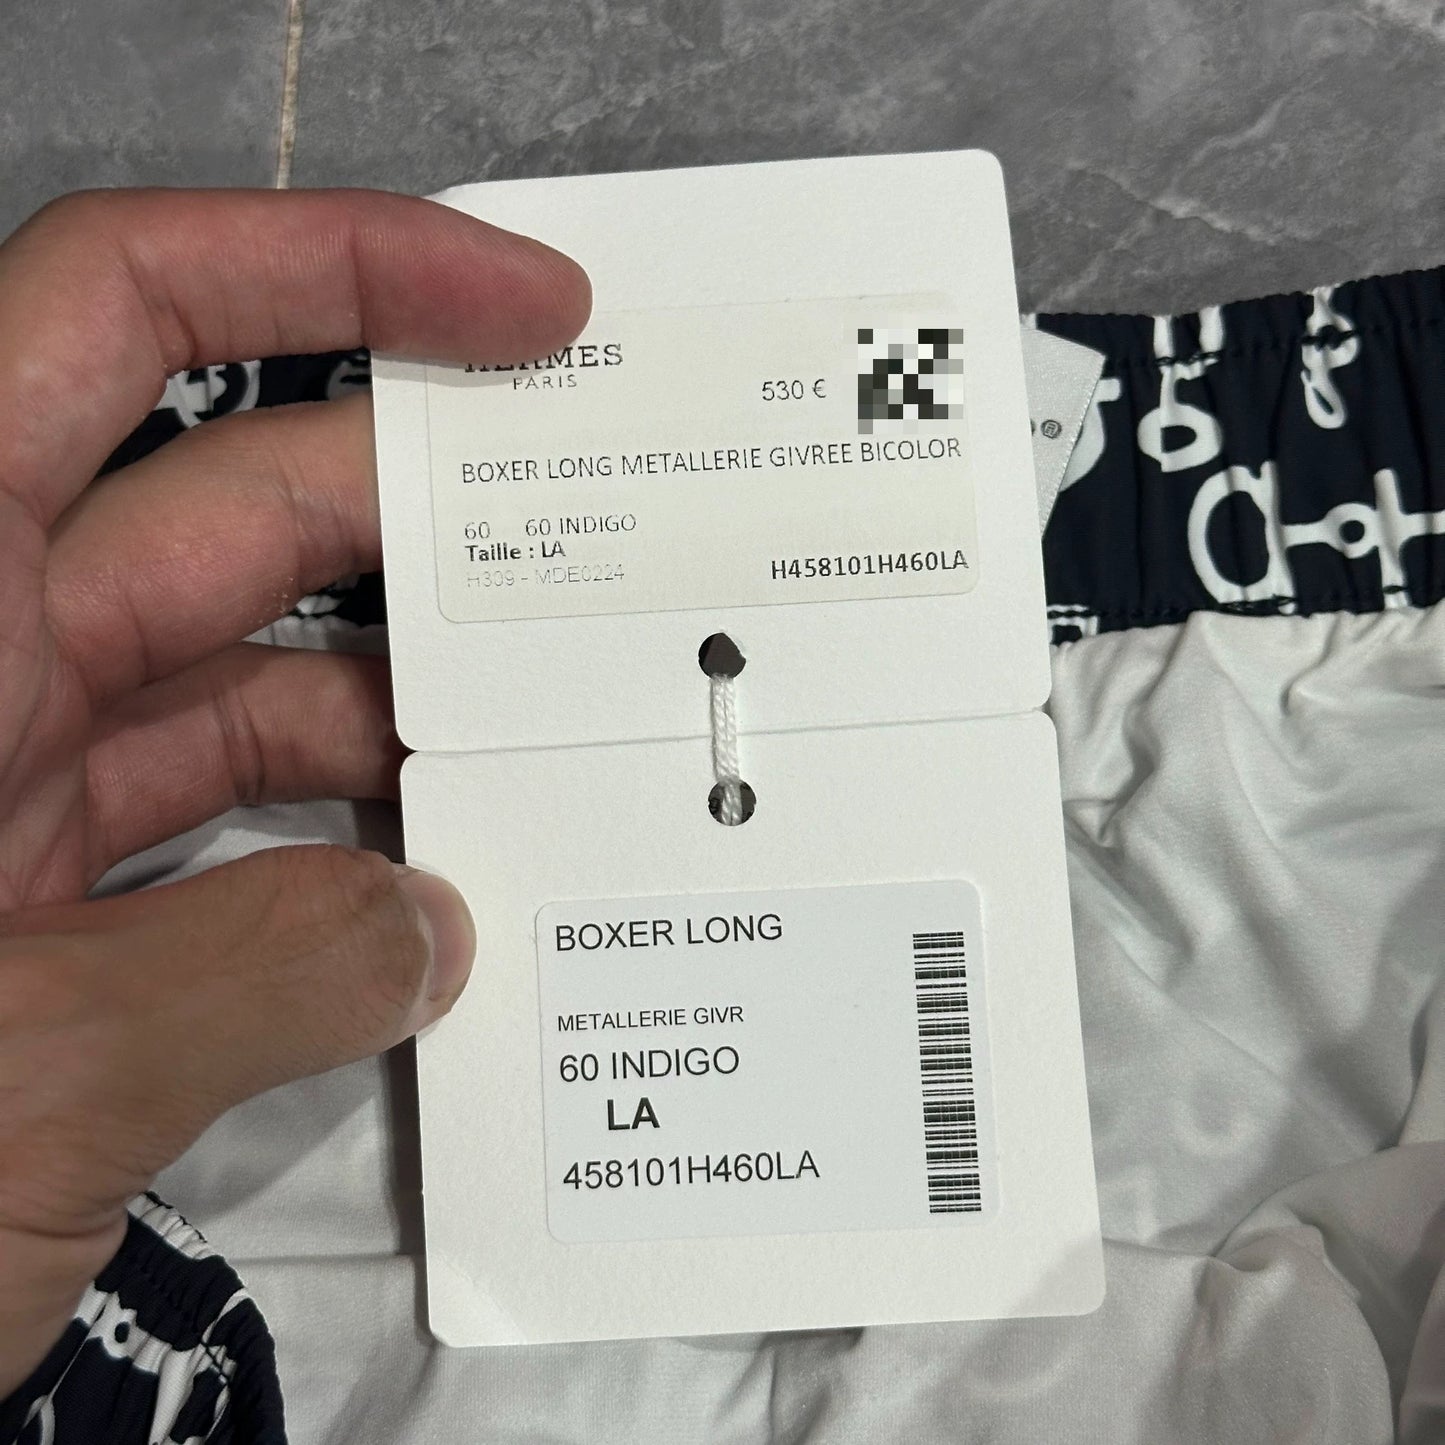 HERMES
PARIS
530 €
BOXER LONG METALLERIE GIVREE BICOLOR
60 60 INDIGO
Taille : LA
H309 - MDE0224
H458101H460LA
®
BOXER LONG
METALLERIE GIVR
60 INDIGO
LA
458101H460LA